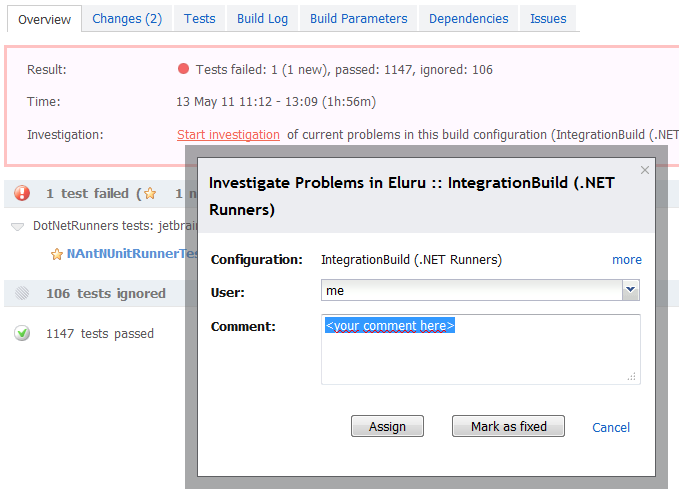 Overview Changes (2) Tests Build Log Build Parameters Dependencies Issues
Result: Tests failed: 1 (1 new), passed: 1147, ignored: 106
Time: 13 May 11 11:12 - 13:09 (1h:56m)
Investigation: Start investigation of current problems in this build configuration (IntegrationBuild (.NET
Investigate Problems in Eluru :: IntegrationBuild (.NET
Runners)
1 test failed ( 1
DotNetRunners tests:
Configuration: IntegrationBuild (.NET Runners) more
User: me
106 tests ignored
Comment: <your comment here>
1147 tests passed
Assign Mark as fixed Cancel